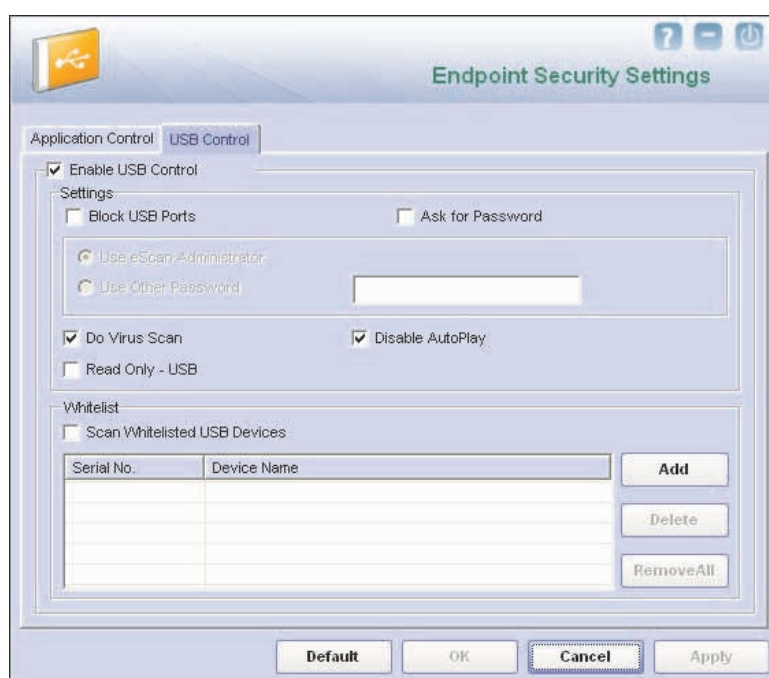 ?
Endpoint Security Settings
Application Control USB Control
Enable USB Control
Settings
Block USB Ports Ask for Password
Use eScan Administrator
Use Other Password
Do Virus Scan Disable AutoPlay
Read Only - USB
Whitelist
Scan Whitelisted USB Devices
Serial No. Device Name
Add
Delete
RemoveAll
Default OK Cancel Apply